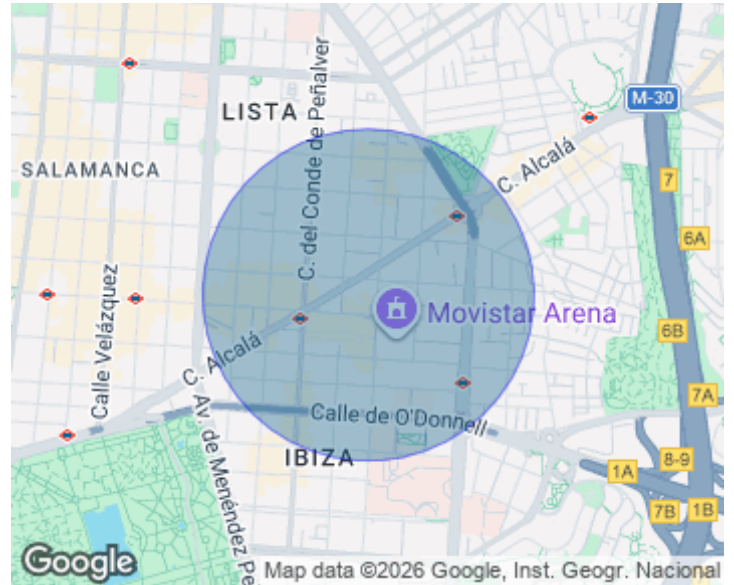 M-30
LISTA
C. del Conde de Peñalver
C. Alcalá
SALAMANCA
7
6A
Calle Velázquez
Movistar Arena
6B
C. Alcalá
7A
C. Av. de Menéndez Pe
Calle de O'Donnell
IBIZA
1A
8-9
7B
1B
Google
Map data ©2026 Google, Inst. Geogr. Nacional